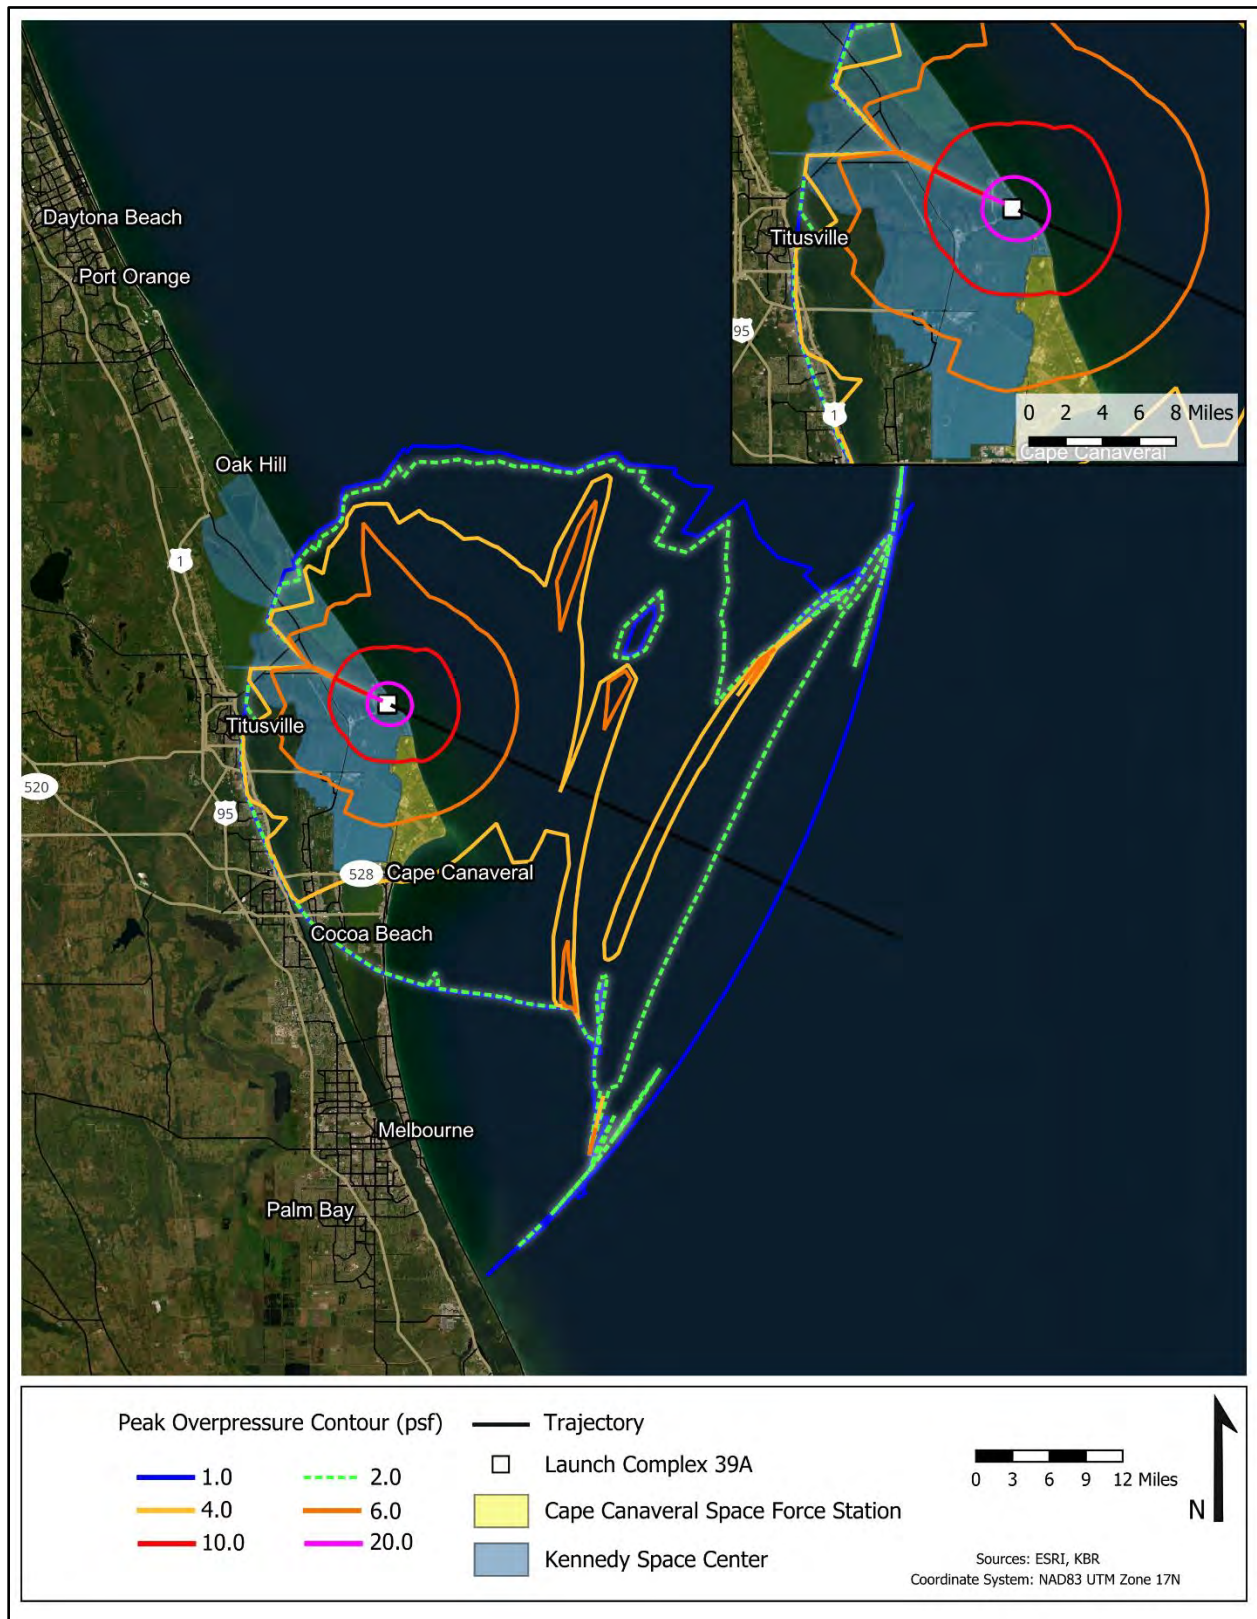 Daytona Beach
Port Orange
Oak Hill
1
Titusville
520
95
528
Cape Canaveral
Cocoa Beach
Melbourne
Palm Bay
Titusville
95
1
0 2 4 6 8 Miles
Cape Canaveral
Peak Overpressure Contour (psf)
1.0
2.0
4.0
6.0
10.0
20.0
Trajectory
Launch Complex 39A
Cape Canaveral Space Force Station
Kennedy Space Center
0 3 6 9 12 Miles
N
Sources: ESRI, KBR
Coordinate System: NAD83 UTM Zone 17N